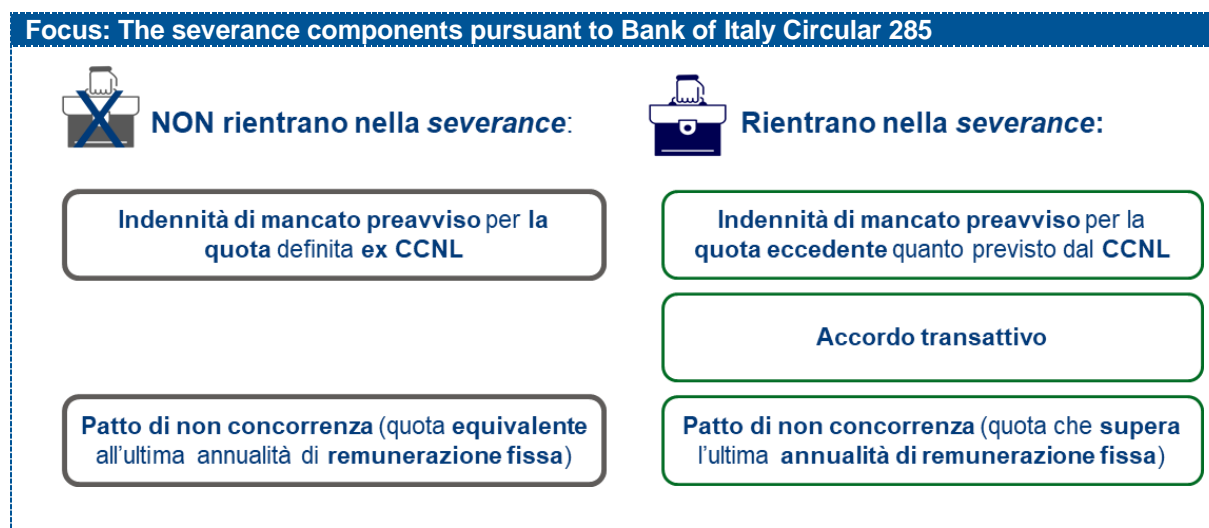 Focus: The severance components pursuant to Bank of Italy Circular 285
NON rientrano nella severance:
Rientrano nella severance:
Indennità di mancato preavviso per la
quota definita ex CCNL
Indennità di mancato preavviso per la
quota eccedente quanto previsto dal CCNL
Accordo transattivo
Patto di non concorrenza (quota equivalente
all'ultima annualità di remunerazione fissa)
Patto di non concorrenza (quota che supera
l'ultima annualità di remunerazione fissa)